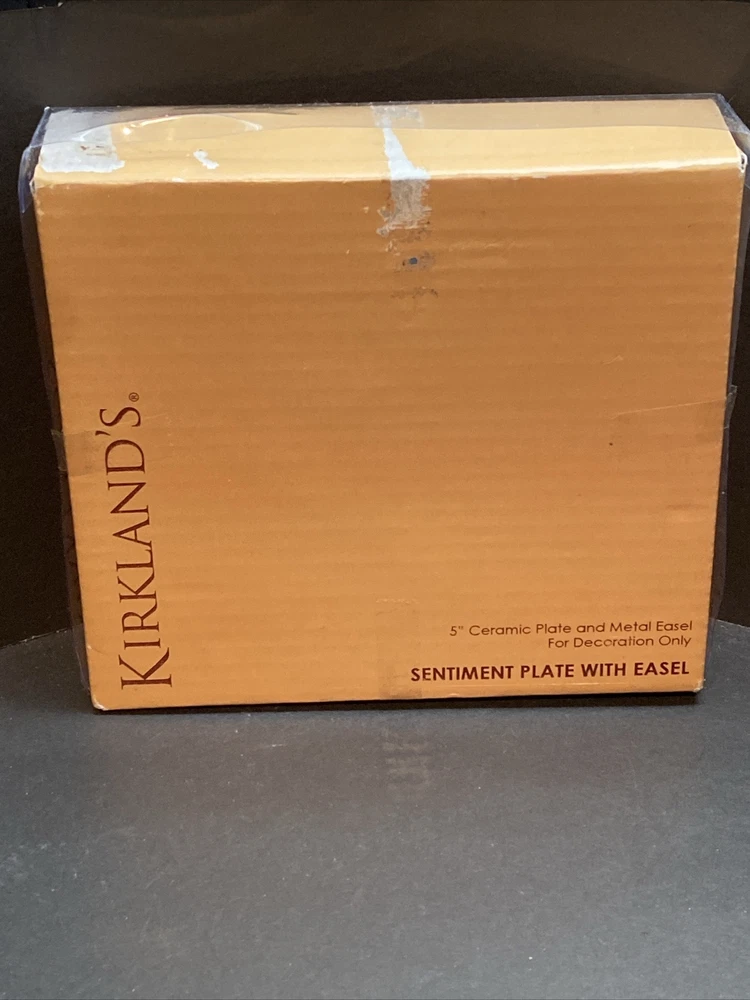 KIRKLAND'S®
5" Ceramic Plate and Metal Easel
For Decoration Only
SENTIMENT PLATE WITH EASEL